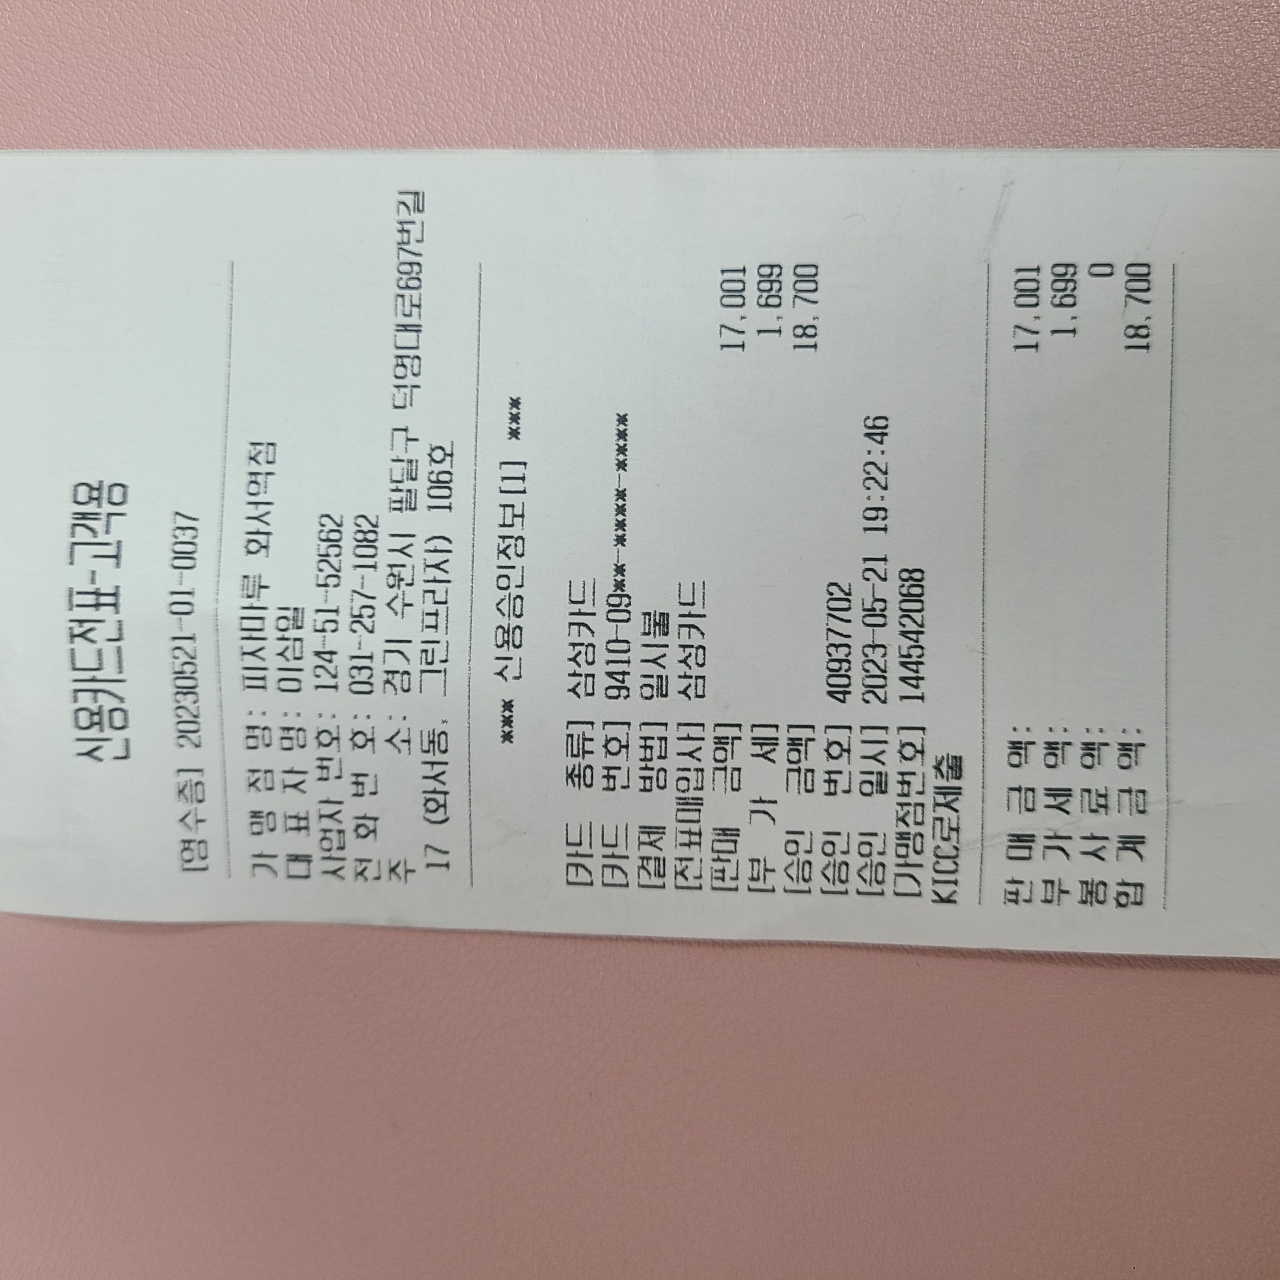 신용카드전표-고객용
[영수증] 20230521-01-0037
가 맹 점 명: 피자마루 화서역점
대 표 자 명: 이삼일
사업자 번호: 124-51-52562
전 화 번 호: 031-257-1082
주 소: 경기 수원시 팔달구 덕영대로697번길
17 (화서동, 그린프라자) 106호
*** 신용승인정보[1] ***
[카드 종류] 삼성카드
[카드 번호] 9410-09**-****-****
[결제 방법] 일시불
[전표매입사] 삼성카드
[판매 금액] 17,001
[부 가 세] 1,699
[승인 금액] 18,700
[승인 번호] 40937702
[승인 일시] 2023-05-21 19:22:46
[가맹점번호] 144542068
KICC로제출
판 매 금 액: 17,001
부 가 세 액: 1,699
봉 사 료 액: 0
합 계 금 액: 18,700